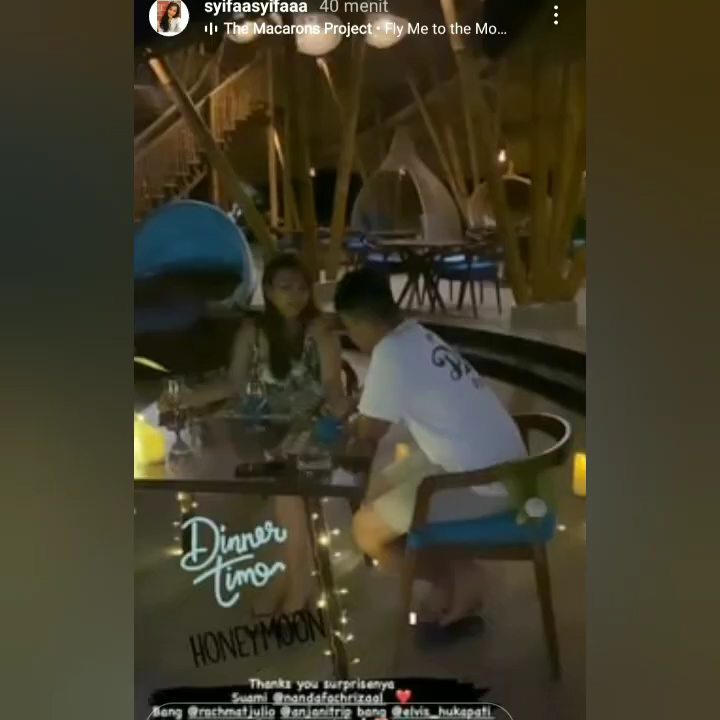 syifaasyifaaa 40 menit
The Macarons Project • Fly Me to the Mo...
Dinner
time
HONEYMOON
Thanks you surprisenya
Suami @nandafachrizaal ❤️
Bang @rachmatjulio @anjanitrip bang @elvis_hukapati